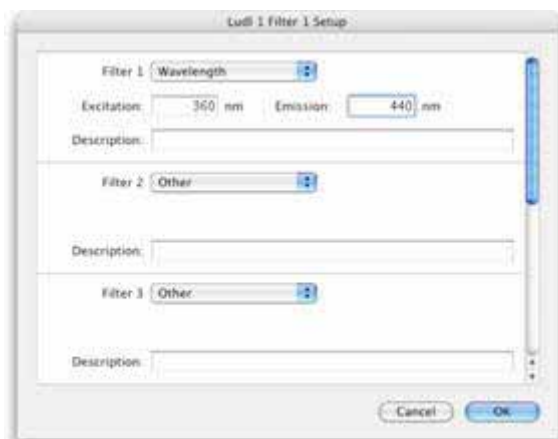 Ludl 1 Filter 1 Setup
Filter 1 Wavelength
Excitation: 360 nm Emission: 440 nm
Description:
Filter 2 Other
Description:
Filter 3 Other
Description:
Cancel OK